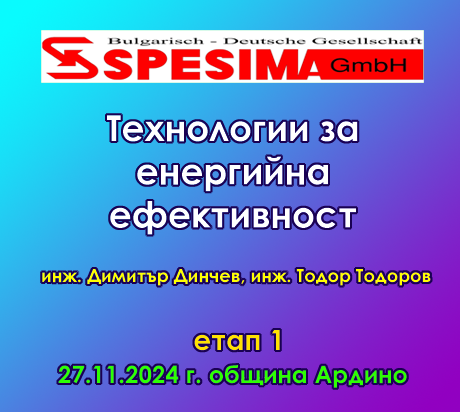 Bulgarisch - Deutsche Gesellschaft
SPESIMA GmbH
Технологии за
енергийна
ефективност
инж. Димитър Динчев, инж. Тодор Тодоров
етап 1
27.11.2024 г. община Ардино